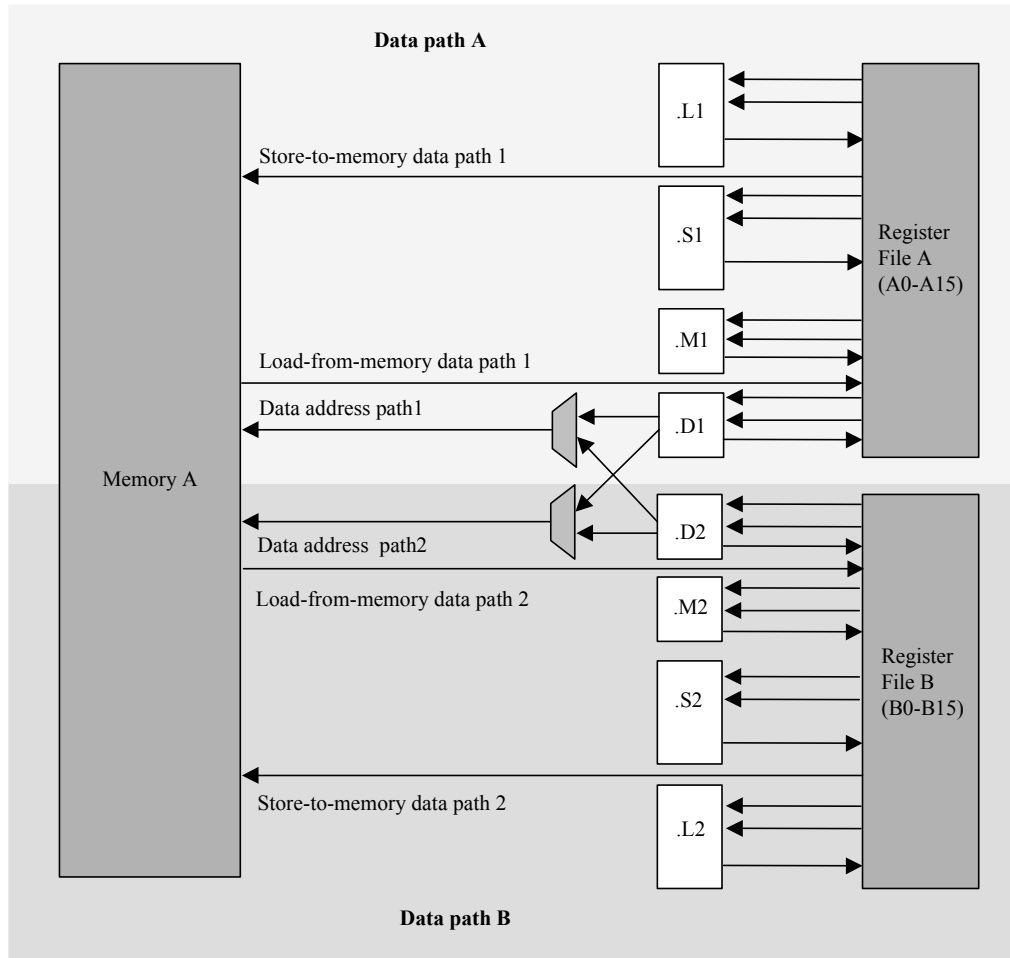 Data path A
.L1
Store-to-memory data path 1
.S1
Register
File A
(A0-A15)
.M1
Load-from-memory data path 1
Data address path1
.D1
Memory A
.D2
Data address  path2
Load-from-memory data path 2
.M2
Register
File B
(B0-B15)
.S2
Store-to-memory data path 2
.L2
Data path B